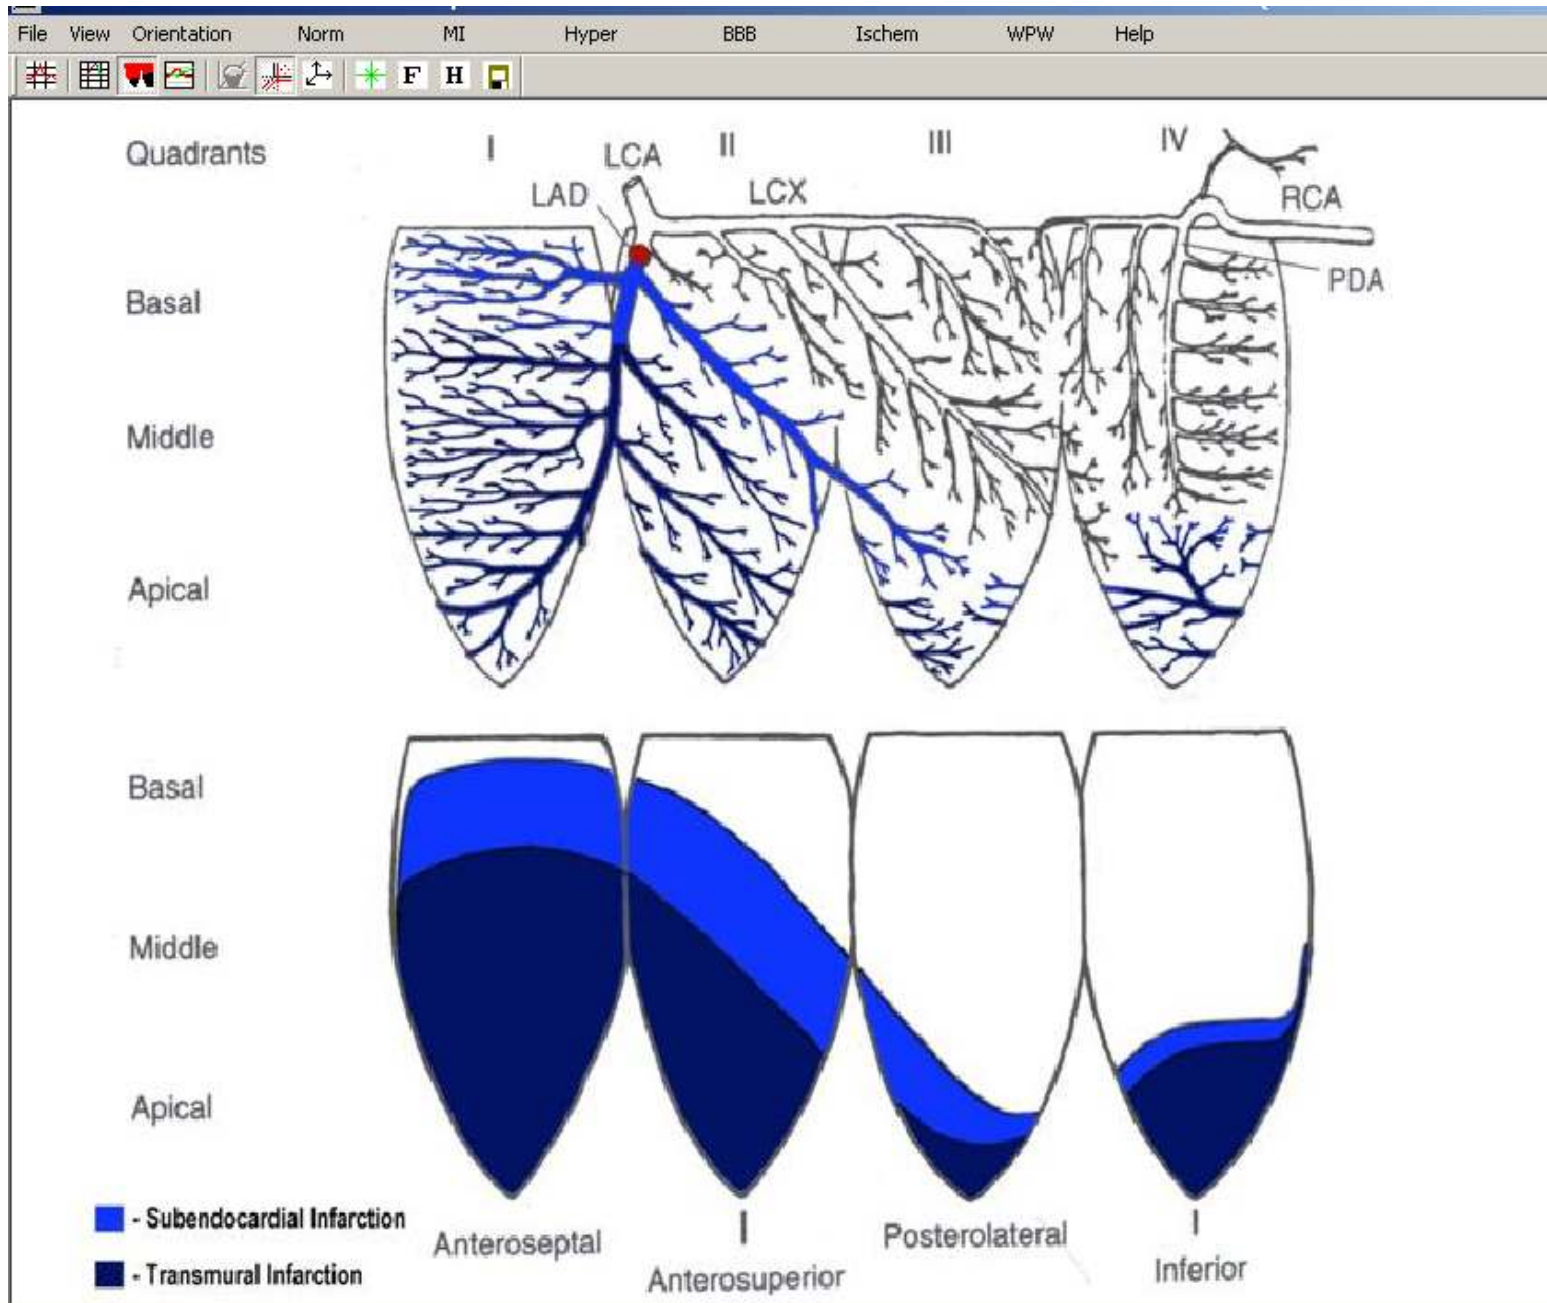 File View Orientation Norm MI Hyper BBB Ischem WPW Help
F H
Quadrants I II III IV
LCA
LAD LCX RCA
PDA
Basal
Middle
Apical
Basal
Middle
Apical
- Subendocardial Infarction
- Transmural Infarction
Anteroseptal
I
Anterosuperior
Posterolateral
I
Inferior